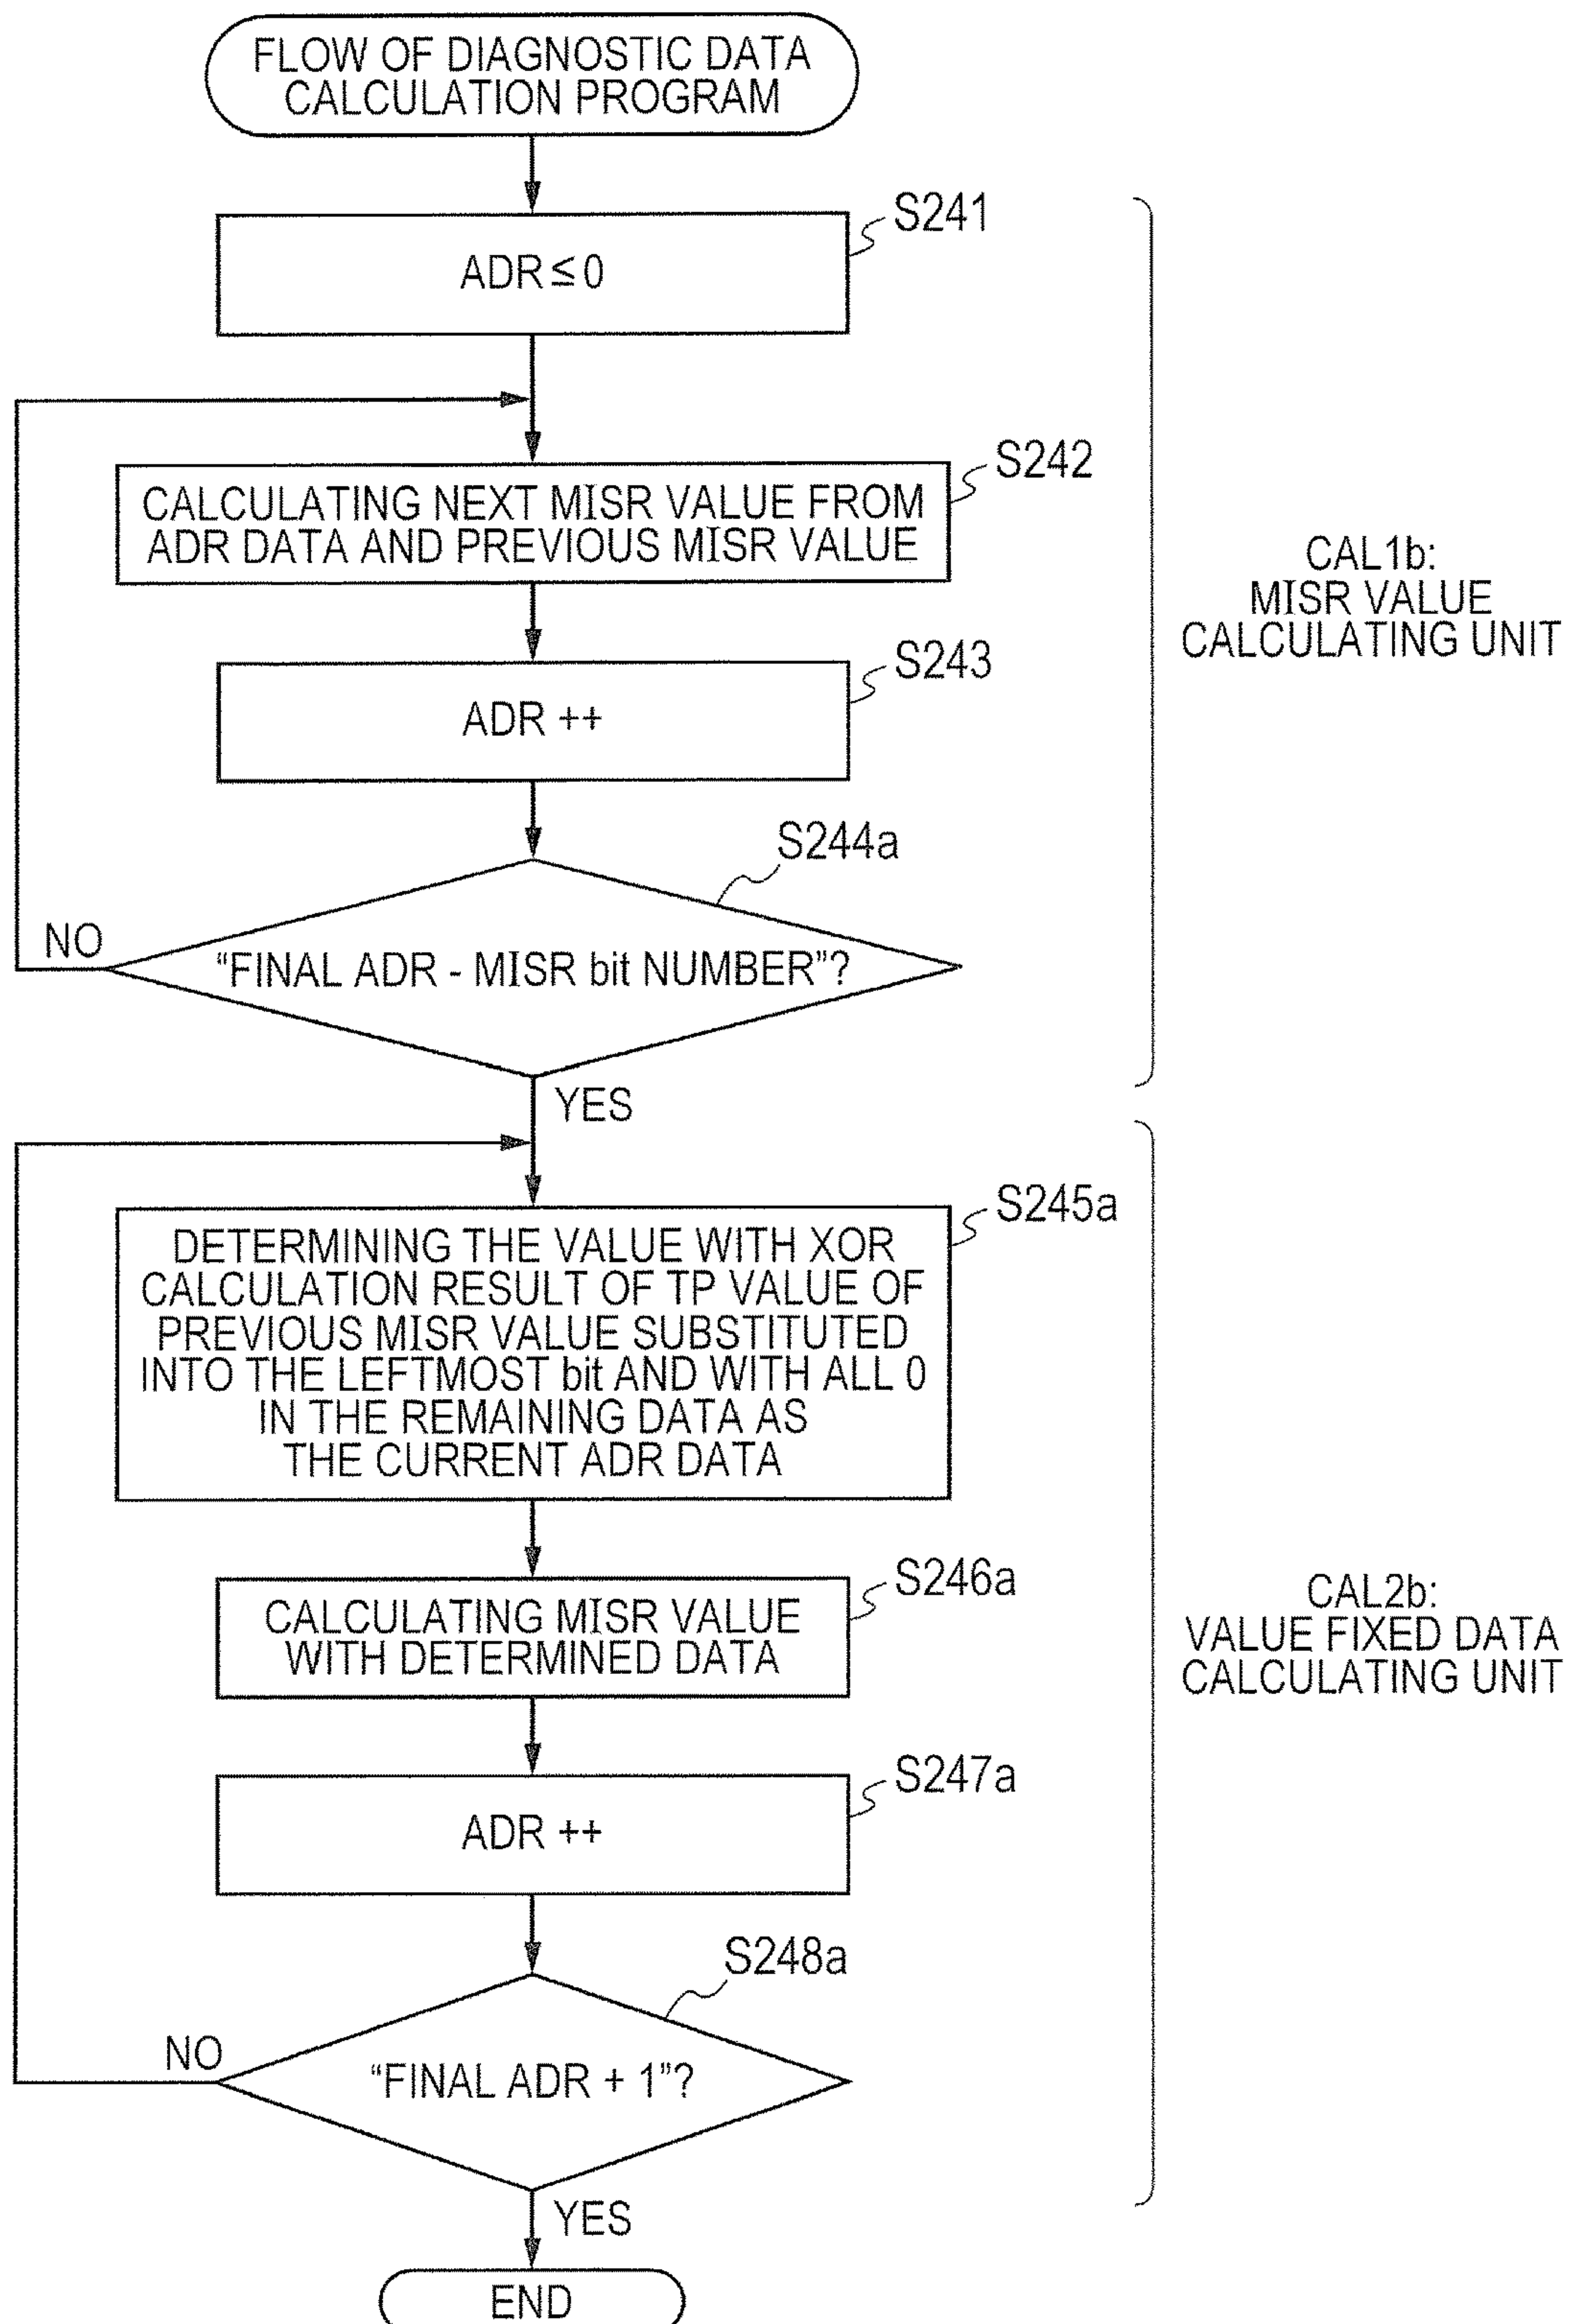 FLOW OF DIAGNOSTIC DATA
CALCULATION PROGRAM
S241
ADR ≦ 0
S242
CALCULATING NEXT MISR VALUE FROM
ADR DATA AND PREVIOUS MISR VALUE
CAL1b:
MISR VALUE
CALCULATING UNIT
S243
ADR ++
S244a
NO
“FINAL ADR - MISR bit NUMBER”?
YES
S245a
DETERMINING THE VALUE WITH XOR
CALCULATION RESULT OF TP VALUE OF
PREVIOUS MISR VALUE SUBSTITUTED
INTO THE LEFTMOST bit AND WITH ALL 0
IN THE REMAINING DATA AS
THE CURRENT ADR DATA
S246a
CALCULATING MISR VALUE
WITH DETERMINED DATA
CAL2b:
VALUE FIXED DATA
CALCULATING UNIT
S247a
ADR ++
S248a
NO
“FINAL ADR + 1”?
YES
END